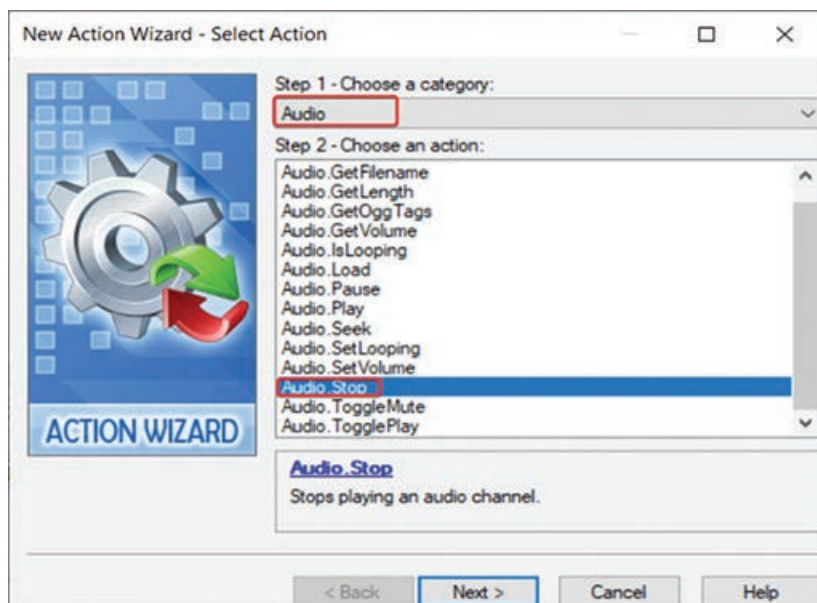 New Action Wizard - Select Action
Step 1 - Choose a category:
Audio
Step 2 - Choose an action:
Audio.GetFilename
Audio.GetLength
Audio.GetOggTags
Audio.GetVolume
Audio.IsLooping
Audio.Load
Audio.Pause
Audio.Play
Audio.Seek
Audio.SetLooping
Audio.SetVolume
Audio.Stop
Audio.ToggleMute
Audio.TogglePlay
ACTION WIZARD
Audio.Stop
Stops playing an audio channel.
< Back Next > Cancel Help